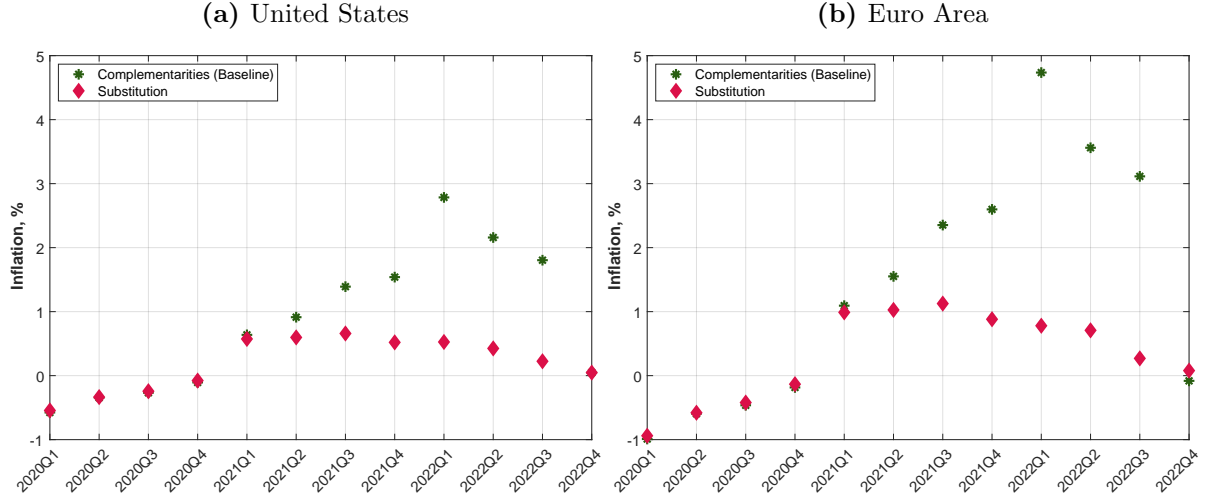 (a) United States
Inflation, %
5
4
3
2
1
0
-1
Complementarities (Baseline)
Substitution
2020Q1
2020Q2
2020Q3
2020Q4
2021Q1
2021Q2
2021Q3
2021Q4
2022Q1
2022Q2
2022Q3
2022Q4
(b) Euro Area
Inflation, %
5
4
3
2
1
0
-1
Complementarities (Baseline)
Substitution
2020Q1
2020Q2
2020Q3
2020Q4
2021Q1
2021Q2
2021Q3
2021Q4
2022Q1
2022Q2
2022Q3
2022Q4